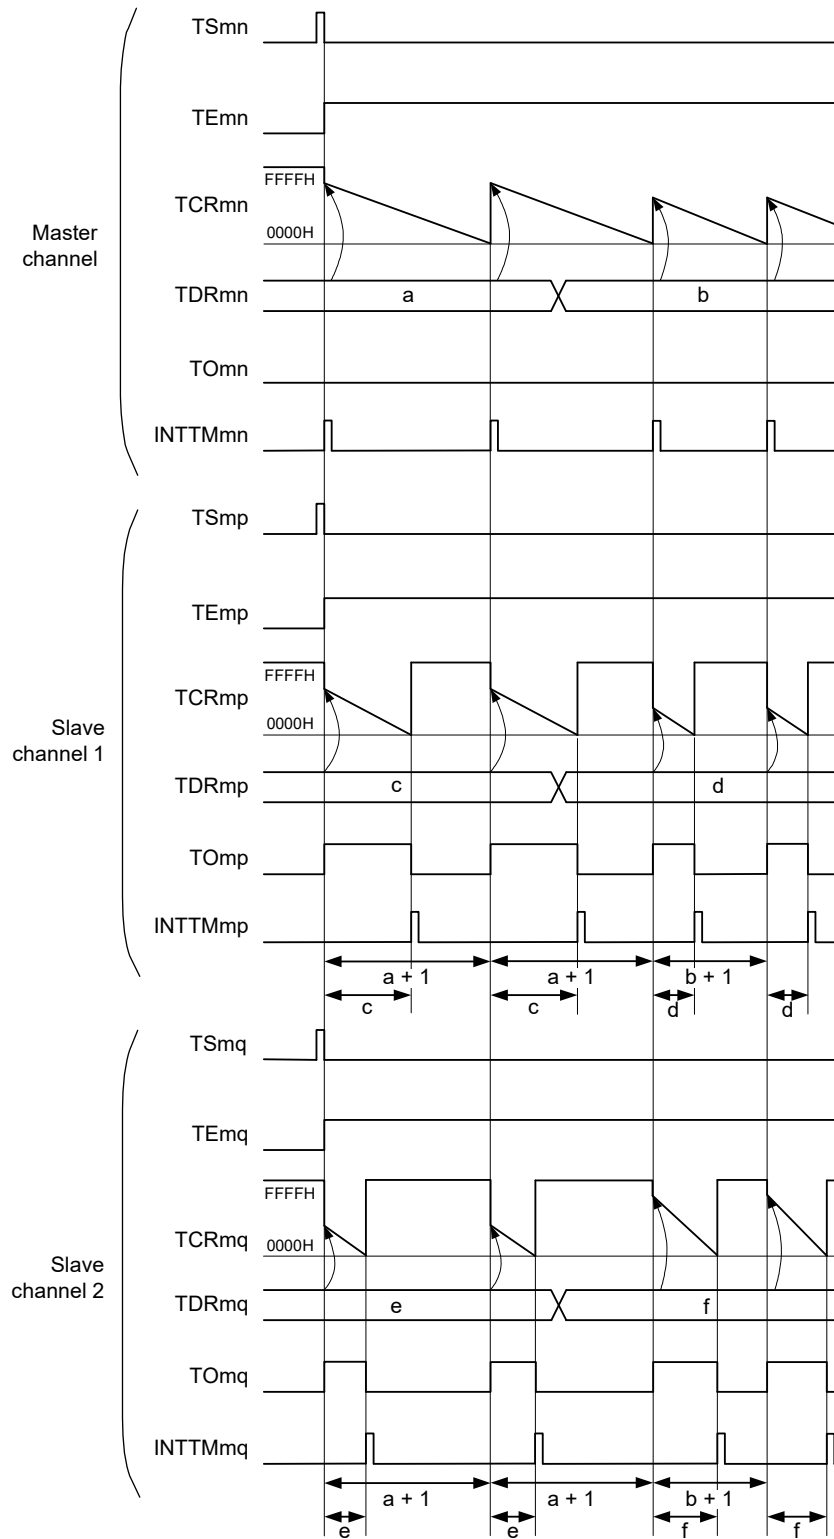 TSmn
TEmn
FFFFH
TCRmn
0000H
Master
channel
TDRmn
a
b
TOmn
INTTMmn
TSmp
TEmp
FFFFH
TCRmp
0000H
Slave
channel 1
TDRmp
c
d
TOmp
INTTMmp
a + 1
a + 1
b + 1
c
c
d
d
TSmq
TEmq
FFFFH
TCRmq
0000H
Slave
channel 2
TDRmq
e
f
TOmq
INTTMmq
a + 1
a + 1
b + 1
e
e
f
f